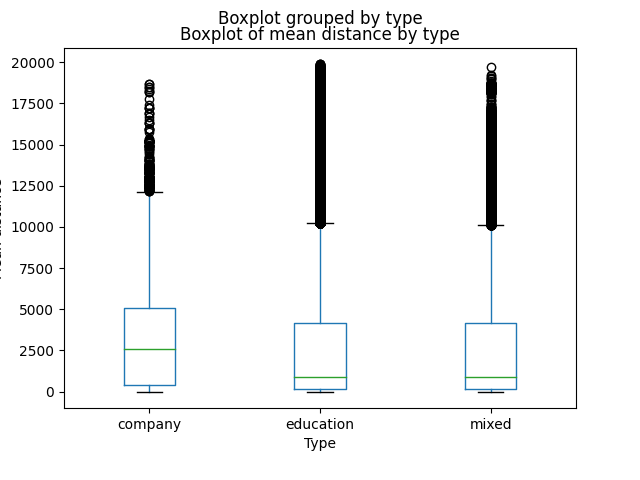 Boxplot grouped by type
Boxplot of mean distance by type
20000
17500
15000
12500
10000
7500
5000
2500
0
company education mixed
Type